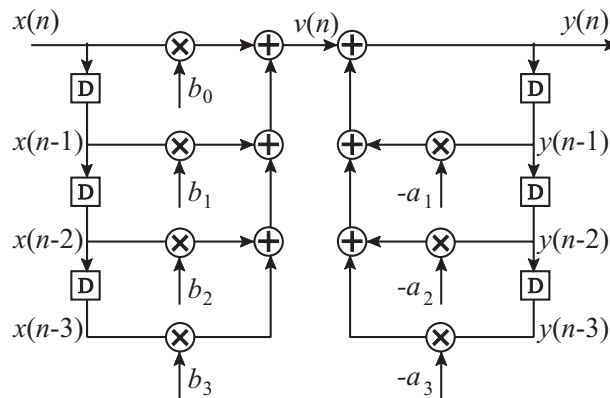 x(n) v(n) y(n)
b₀
D D
x(n-1) y(n-1)
b₁ -a₁
D D
x(n-2) y(n-2)
b₂ -a₂
D D
x(n-3) y(n-3)
b₃ -a₃